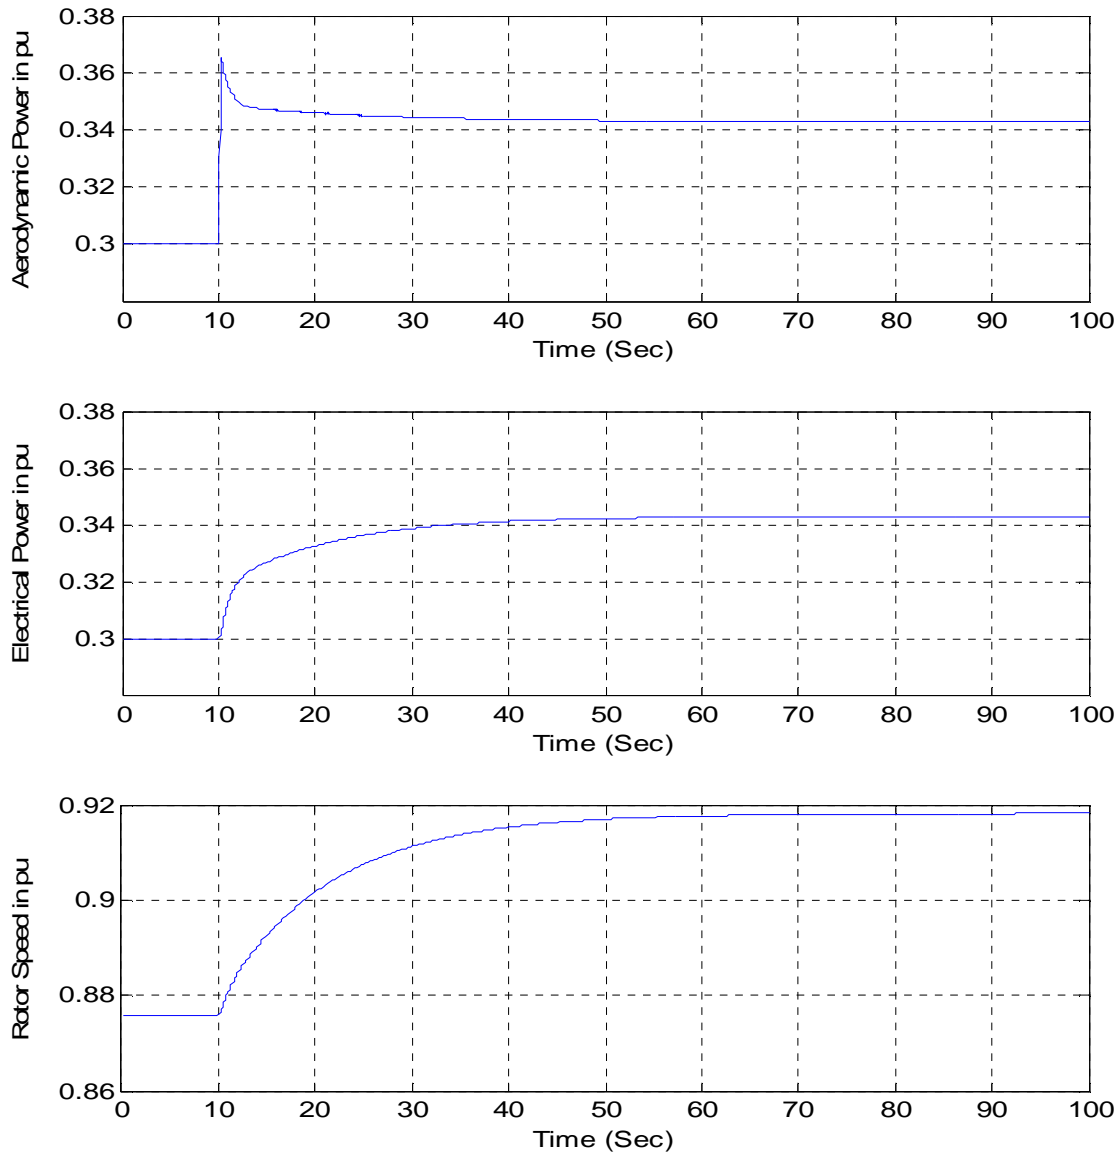 Aerodynamic Power in pu
0.38
0.36
0.34
0.32
0.3
0 10 20 30 40 50 60 70 80 90 100
Time (Sec)
Electrical Power in pu
0.38
0.36
0.34
0.32
0.3
0 10 20 30 40 50 60 70 80 90 100
Time (Sec)
Rotor Speed in pu
0.92
0.9
0.88
0.86
0 10 20 30 40 50 60 70 80 90 100
Time (Sec)